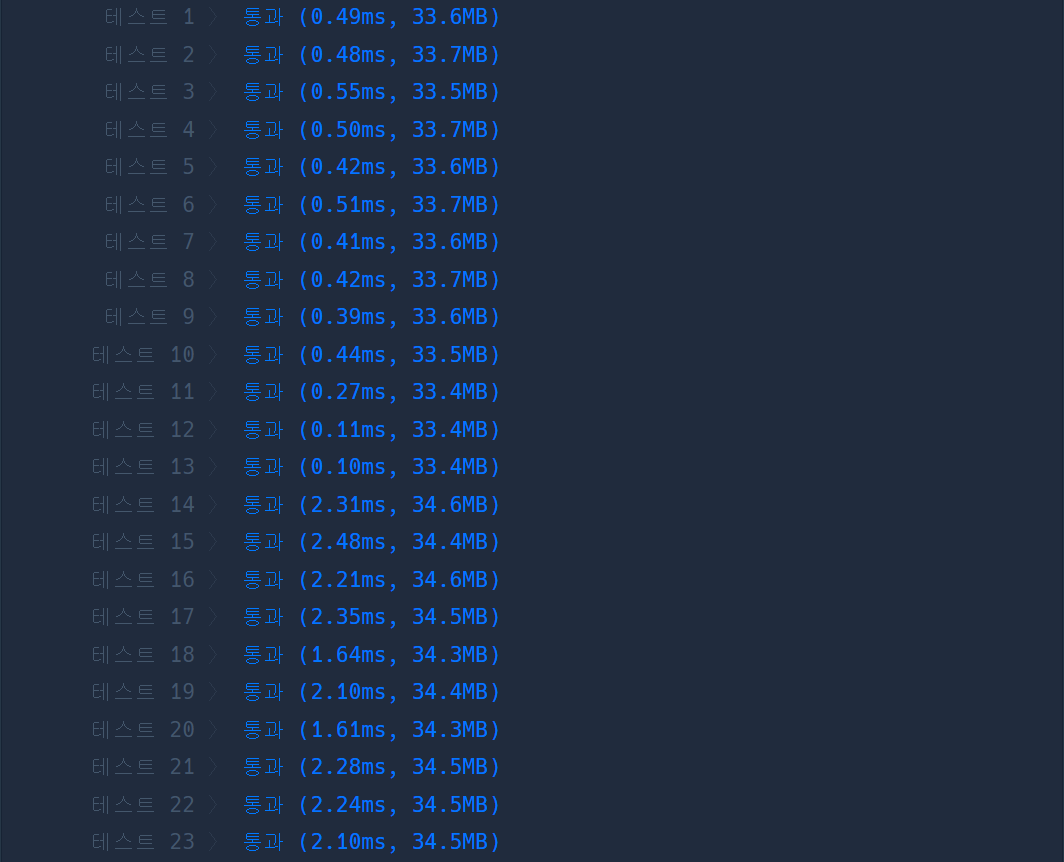 테스트 1 〉 통과 (0.49ms, 33.6MB)
테스트 2 〉 통과 (0.48ms, 33.7MB)
테스트 3 〉 통과 (0.55ms, 33.5MB)
테스트 4 〉 통과 (0.50ms, 33.7MB)
테스트 5 〉 통과 (0.42ms, 33.6MB)
테스트 6 〉 통과 (0.51ms, 33.7MB)
테스트 7 〉 통과 (0.41ms, 33.6MB)
테스트 8 〉 통과 (0.42ms, 33.7MB)
테스트 9 〉 통과 (0.39ms, 33.6MB)
테스트 10 〉 통과 (0.44ms, 33.5MB)
테스트 11 〉 통과 (0.27ms, 33.4MB)
테스트 12 〉 통과 (0.11ms, 33.4MB)
테스트 13 〉 통과 (0.10ms, 33.4MB)
테스트 14 〉 통과 (2.31ms, 34.6MB)
테스트 15 〉 통과 (2.48ms, 34.4MB)
테스트 16 〉 통과 (2.21ms, 34.6MB)
테스트 17 〉 통과 (2.35ms, 34.5MB)
테스트 18 〉 통과 (1.64ms, 34.3MB)
테스트 19 〉 통과 (2.10ms, 34.4MB)
테스트 20 〉 통과 (1.61ms, 34.3MB)
테스트 21 〉 통과 (2.28ms, 34.5MB)
테스트 22 〉 통과 (2.24ms, 34.5MB)
테스트 23 〉 통과 (2.10ms, 34.5MB)